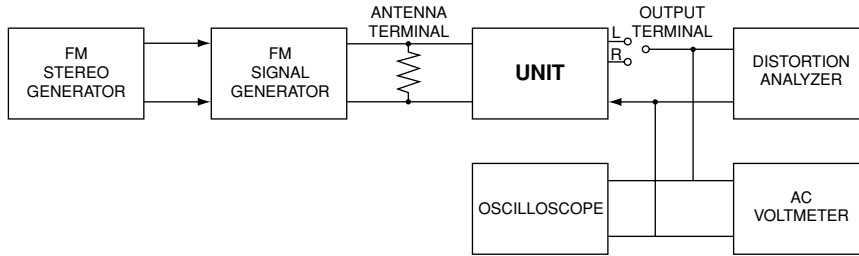 ANTENNA
TERMINAL
OUTPUT
TERMINAL
FM
STEREO
GENERATOR
FM
SIGNAL
GENERATOR
UNIT
L
R
DISTORTION
ANALYZER
OSCILLOSCOPE
AC
VOLTMETER